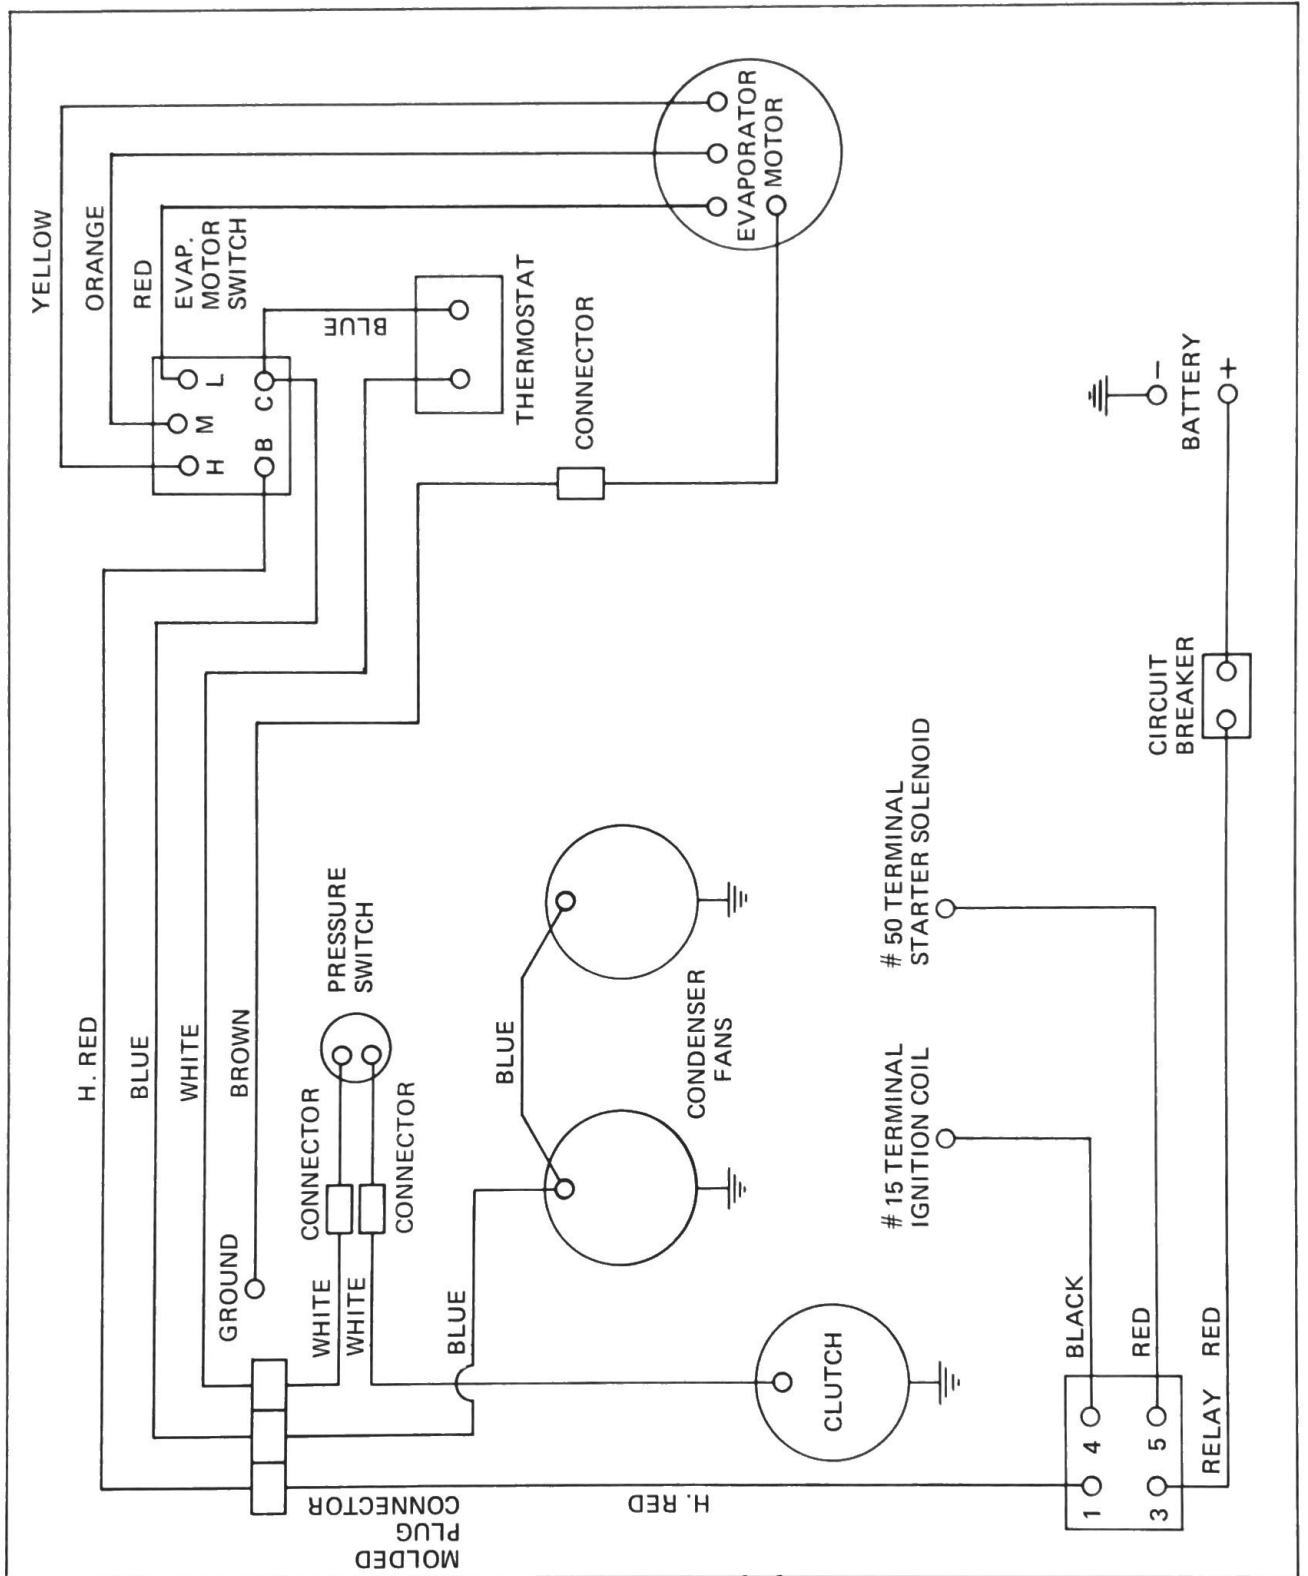 YELLOW
ORANGE
RED
EVAP.
MOTOR
SWITCH
L
M
H
C
B
BLUE
THERMOSTAT
CONNECTOR
EVAPORATOR
MOTOR
H. RED
BLUE
WHITE
BROWN
GROUND
PRESSURE
SWITCH
CONNECTOR
CONNECTOR
WHITE
WHITE
BLUE
BLUE
CONDENSER
FANS
MOLDED
PLUG
CONNECTOR
H. RED
CLUTCH
# 15 TERMINAL
IGNITION COIL
# 50 TERMINAL
STARTER SOLENOID
BLACK
RED
RED
RELAY
1
4
3
5
CIRCUIT
BREAKER
BATTERY
−
+